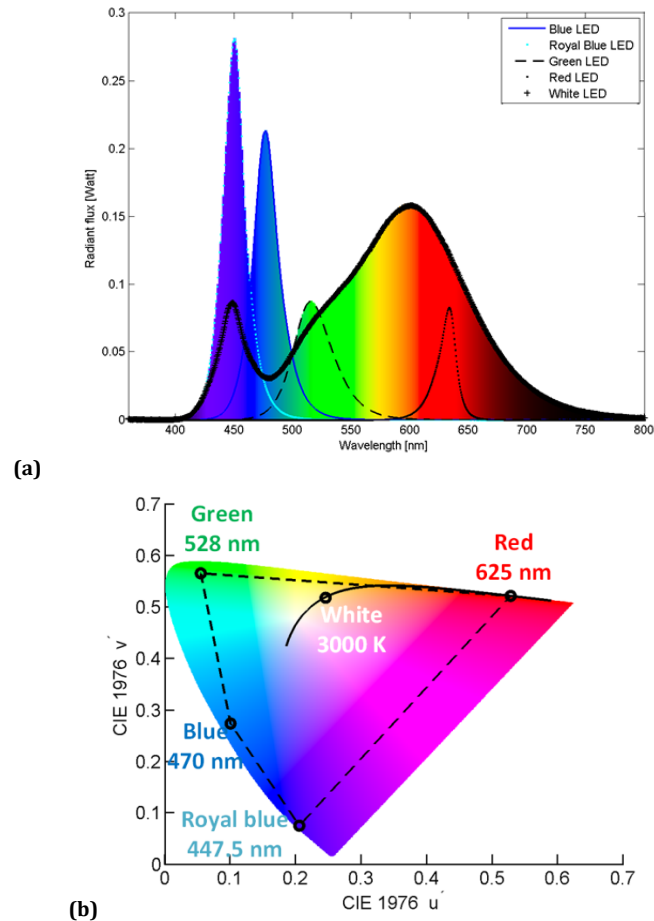 Blue LED
Royal Blue LED
Green LED
Red LED
White LED
0.3
0.25
0.2
0.15
0.1
0.05
0
Radiant flux [Watt]
400 450 500 550 600 650 700 750 800
Wavelength [nm]
(a)
0.7
0.6
0.5
0.4
0.3
0.2
0.1
0
CIE 1976 v'
Green
528 nm
Red
625 nm
White
3000 K
Blue
470 nm
Royal blue
447.5 nm
0 0.1 0.2 0.3 0.4 0.5 0.6 0.7
CIE 1976 u'
(b)